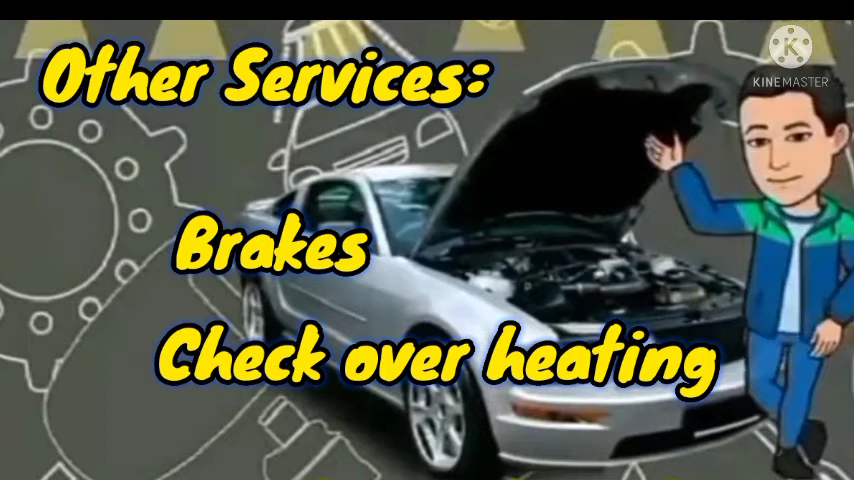 Other Services:
K
KINEMASTER
Brakes
Check over heating